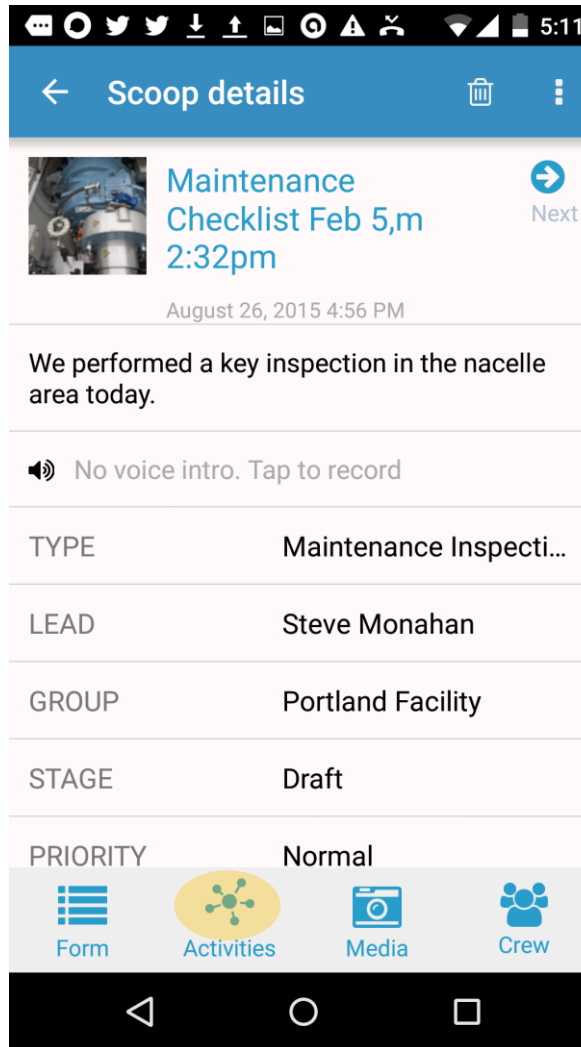 5:11
Scoop details
Maintenance
Checklist Feb 5,m
2:32pm
Next
August 26, 2015 4:56 PM
We performed a key inspection in the nacelle
area today.
No voice intro. Tap to record
TYPE Maintenance Inspecti...
LEAD Steve Monahan
GROUP Portland Facility
STAGE Draft
PRIORITY Normal
Form Activities Media Crew